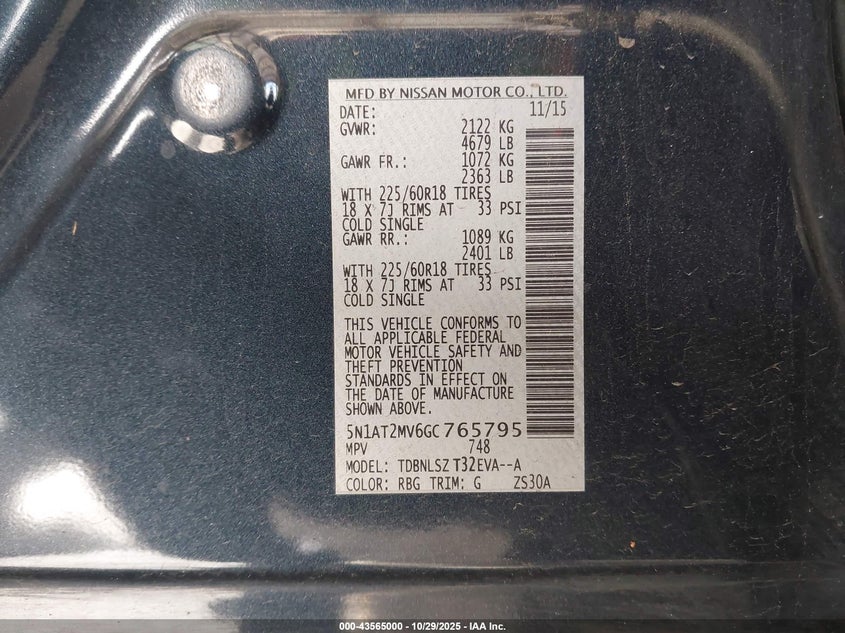 MFD BY NISSAN MOTOR CO., LTD.
DATE: 11/15
GVWR: 2122 KG
4679 LB
GAWR FR.: 1072 KG
2363 LB
WITH 225/60R18 TIRES
18 X 7J RIMS AT 33 PSI
COLD SINGLE
GAWR RR.: 1089 KG
2401 LB
WITH 225/60R18 TIRES
18 X 7J RIMS AT 33 PSI
COLD SINGLE
THIS VEHICLE CONFORMS TO
ALL APPLICABLE FEDERAL
MOTOR VEHICLE SAFETY AND
THEFT PREVENTION
STANDARDS IN EFFECT ON
THE DATE OF MANUFACTURE
SHOWN ABOVE.
5N1AT2MV6GC765795
MPV 748
MODEL: TDBNLSZ T32EVA--A
COLOR: RBG TRIM: G ZS30A
000-43565000 - 10/29/2025 - IAA Inc.